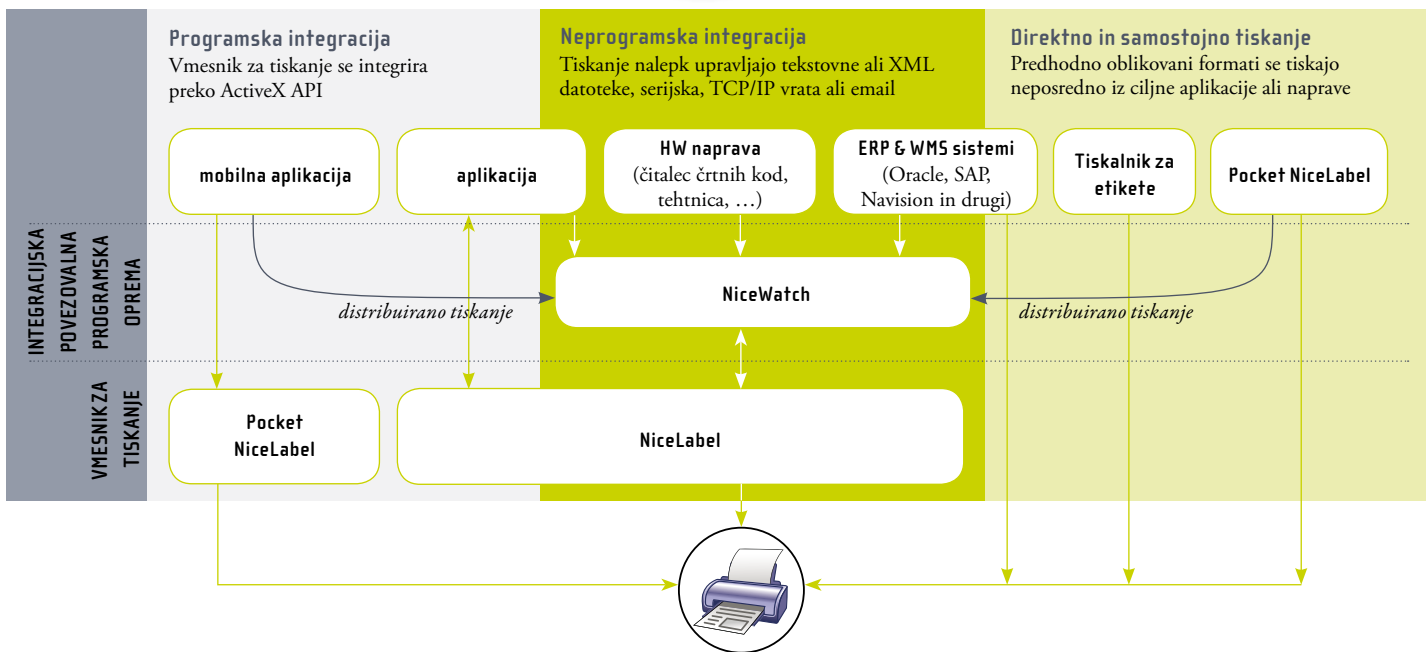 Programska integracija
Vmesnik za tiskanje se integrira
preko ActiveX API
Neprogramska integracija
Tiskanje nalepk upravljajo tekstovne ali XML
datoteke, serijska, TCP/IP vrata ali email
Direktno in samostojno tiskanje
Predhodno oblikovani formati se tiskajo
neposredno iz ciljne aplikacije ali naprave
mobilna aplikacija
aplikacija
HW naprava
(čitalec črtnih kod,
tehtnica, …)
ERP & WMS sistemi
(Oracle, SAP,
Navision in drugi)
Tiskalnik za
etikete
Pocket NiceLabel
INTEGRACIJSKA
POVEZOVALNA
PROGRAMSKA
OPREMA
NiceWatch
distribuirano tiskanje
distribuirano tiskanje
VMESNIK ZA
TISKANJE
Pocket
NiceLabel
NiceLabel